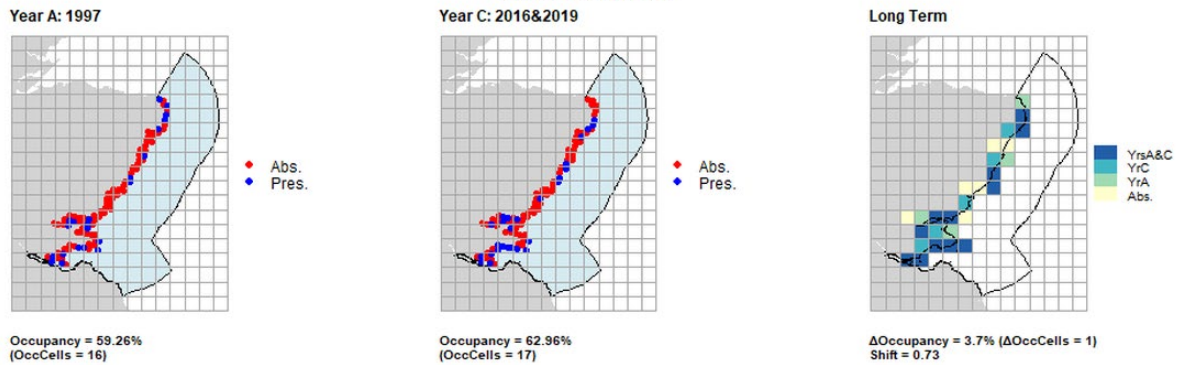 Year A: 1997
Abs.
Pres.
Occupancy = 59.26%
(OccCells = 16)
Year C: 2016&2019
Abs.
Pres.
Occupancy = 62.96%
(OccCells = 17)
Long Term
YrsA&C
YrC
YrA
Abs.
ΔOccupancy = 3.7% (ΔOccCells = 1)
Shift = 0.73